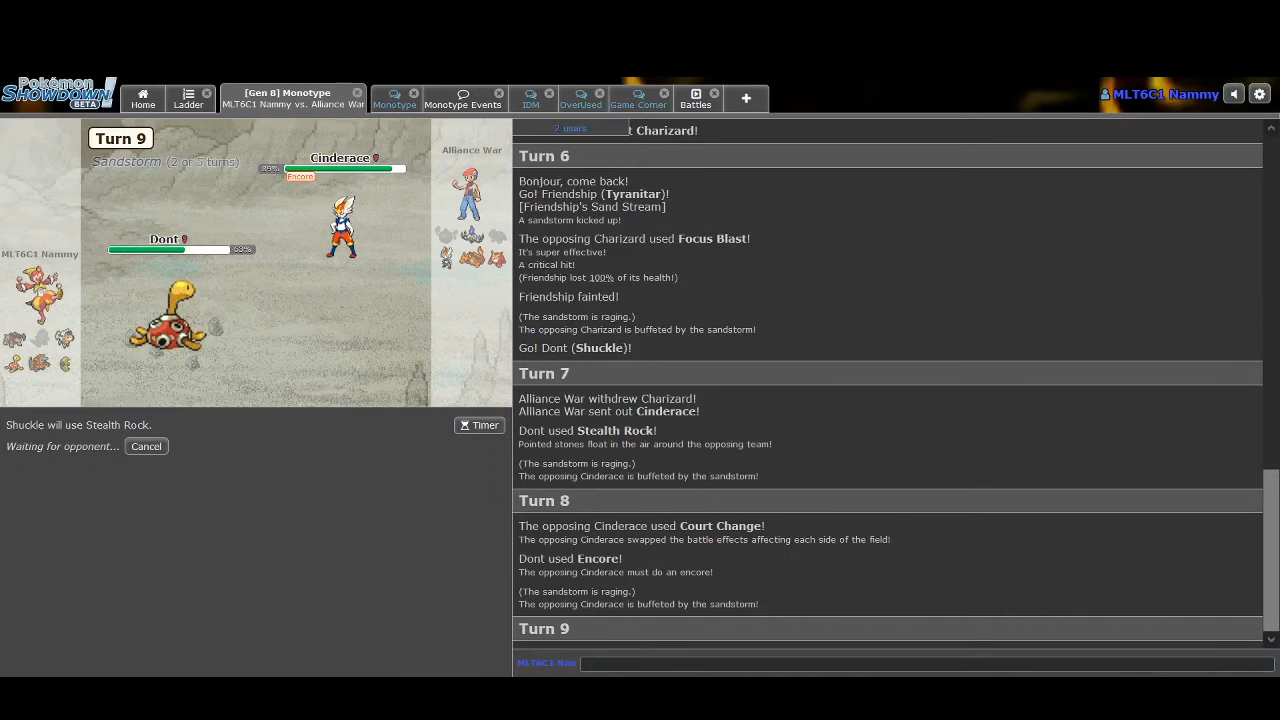 Pokémon
SHOWDOWN!
BETA
Home
Ladder
[Gen 8] Monotype
MLT6C1 Nammy vs. Alliance War
Monotype
Monotype Events
IDM
OverUsed
Game Corner
Battles
+
MLT6C1 Nammy
Turn 9
Sandstorm (2 or 5 turns)
Cinderace
89%
Encore
Alliance War
Dont
63%
MLT6C1 Nammy
Shuckle will use Stealth Rock.
Waiting for opponent... Cancel
Timer
2 users
t Charizard!
Turn 6
Bonjour, come back!
Go! Friendship (Tyranitar)!
[Friendship's Sand Stream]
A sandstorm kicked up!
The opposing Charizard used Focus Blast!
It's super effective!
A critical hit!
(Friendship lost 100% of its health!)
Friendship fainted!
(The sandstorm is raging.)
The opposing Charizard is buffeted by the sandstorm!
Go! Dont (Shuckle)!
Turn 7
Alliance War withdrew Charizard!
Alliance War sent out Cinderace!
Dont used Stealth Rock!
Pointed stones float in the air around the opposing team!
(The sandstorm is raging.)
The opposing Cinderace is buffeted by the sandstorm!
Turn 8
The opposing Cinderace used Court Change!
The opposing Cinderace swapped the battle effects affecting each side of the field!
Dont used Encore!
The opposing Cinderace must do an encore!
(The sandstorm is raging.)
The opposing Cinderace is buffeted by the sandstorm!
Turn 9
MLT6C1 Nan